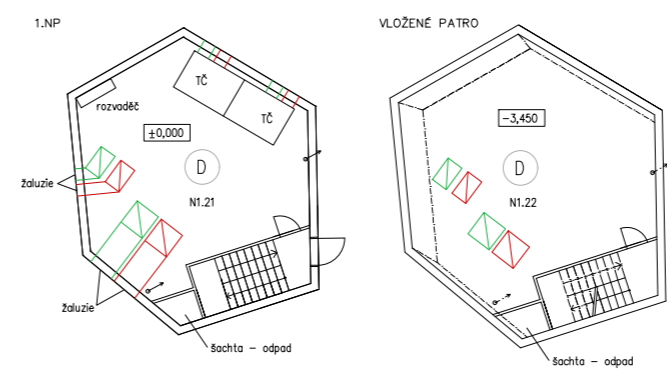 1.NP
TČ
TČ
rozvaděč
±0,000
D
žaluzie
N1.21
žaluzie
šachta – odpad
VLOŽENÉ PATRO
–3,450
D
N1.22
šachta – odpad